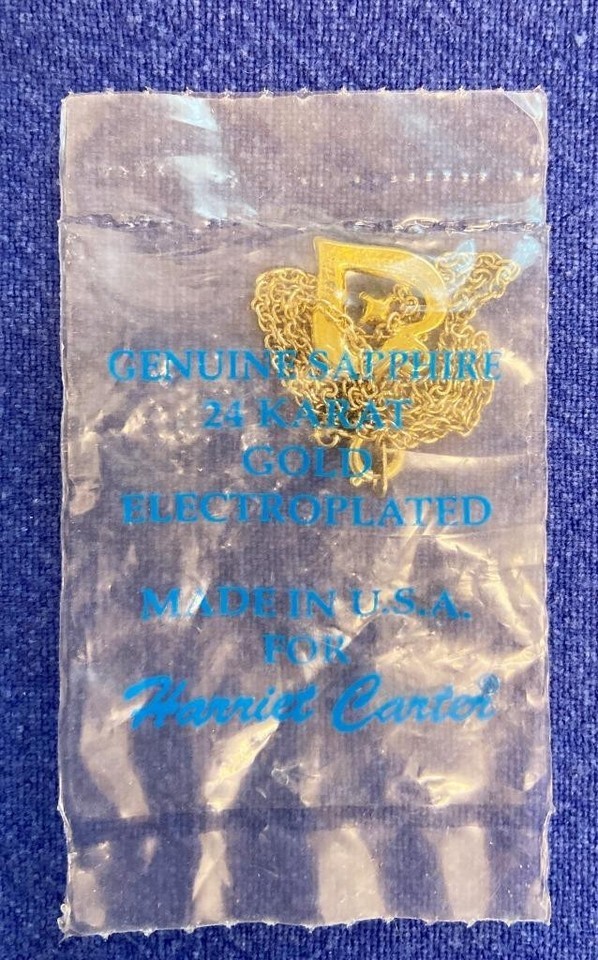 GENUINE SAPPHIRE
24 KARAT
GOLD
ELECTROPLATED
MADE IN U.S.A.
FOR
Harriet Carter®